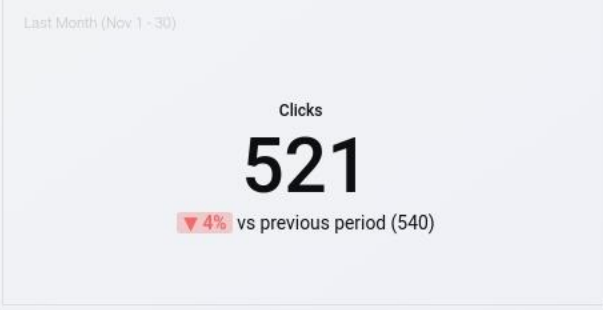 Last Month (Nov 1 - 30)
Clicks
521
▼ 4% vs previous period (540)